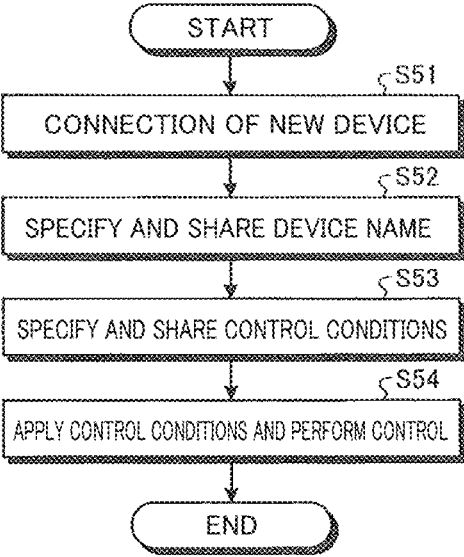 START
S51
CONNECTION OF NEW DEVICE
S52
SPECIFY AND SHARE DEVICE NAME
S53
SPECIFY AND SHARE CONTROL CONDITIONS
S54
APPLY CONTROL CONDITIONS AND PERFORM CONTROL
END